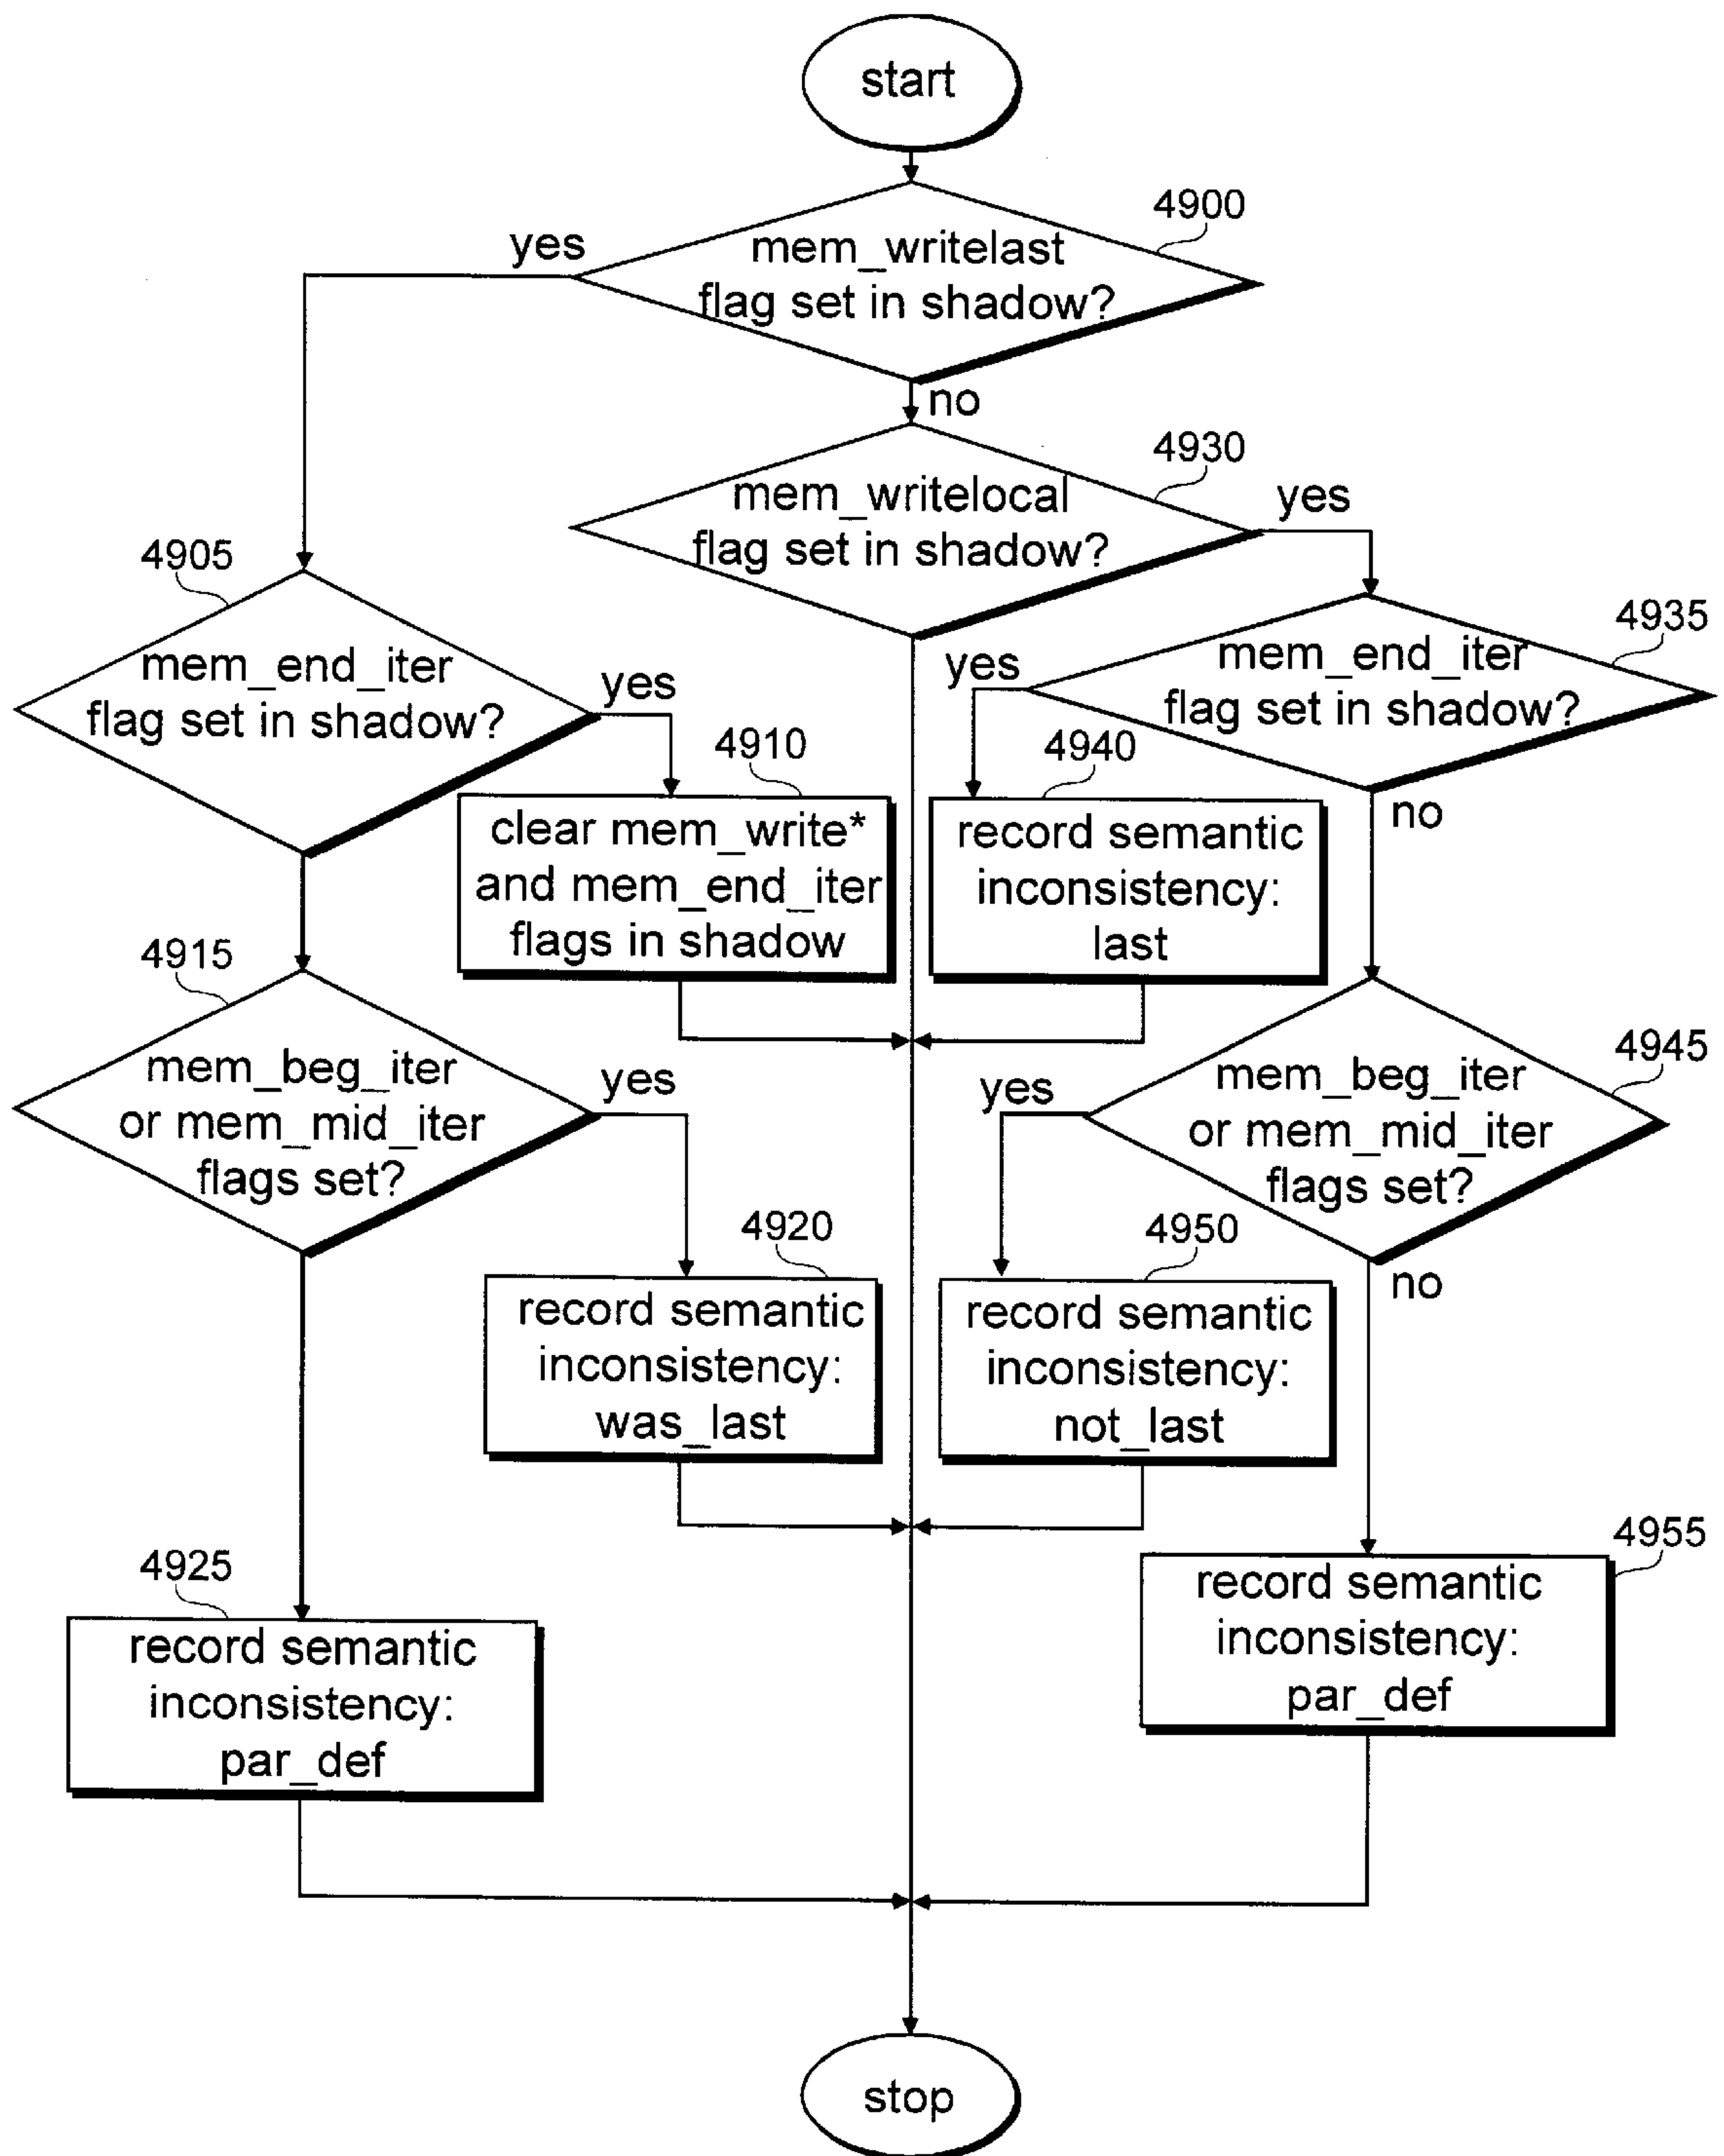 start
4900
yes
mem_writelast
flag set in shadow?
no
4930
mem_writelocal
flag set in shadow?
yes
4905
mem_end_iter
flag set in shadow?
yes
4935
mem_end_iter
flag set in shadow?
yes
no
4910
clear mem_write*
and mem_end_iter
flags in shadow
4940
record semantic
inconsistency:
last
4915
mem_beg_iter
or mem_mid_iter
flags set?
yes
4945
mem_beg_iter
or mem_mid_iter
flags set?
yes
no
4920
record semantic
inconsistency:
was_last
4950
record semantic
inconsistency:
not_last
4925
record semantic
inconsistency:
par_def
4955
record semantic
inconsistency:
par_def
stop